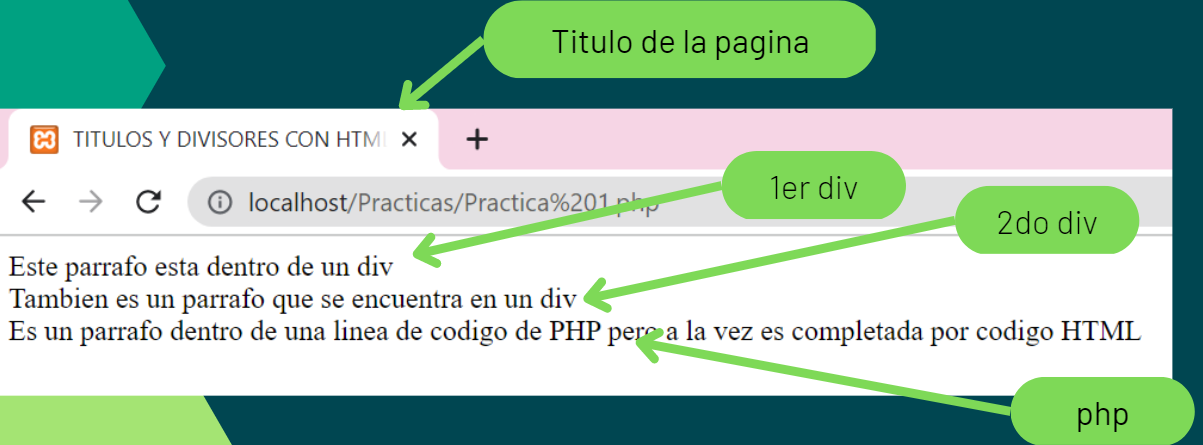 Titulo de la pagina
TITULOS Y DIVISORES CON HTML
localhost/Practicas/Practica%201.php
1er div
2do div
Este parrafo esta dentro de un div
Tambien es un parrafo que se encuentra en un div
Es un parrafo dentro de una linea de codigo de PHP pero a la vez es completada por codigo HTML
php